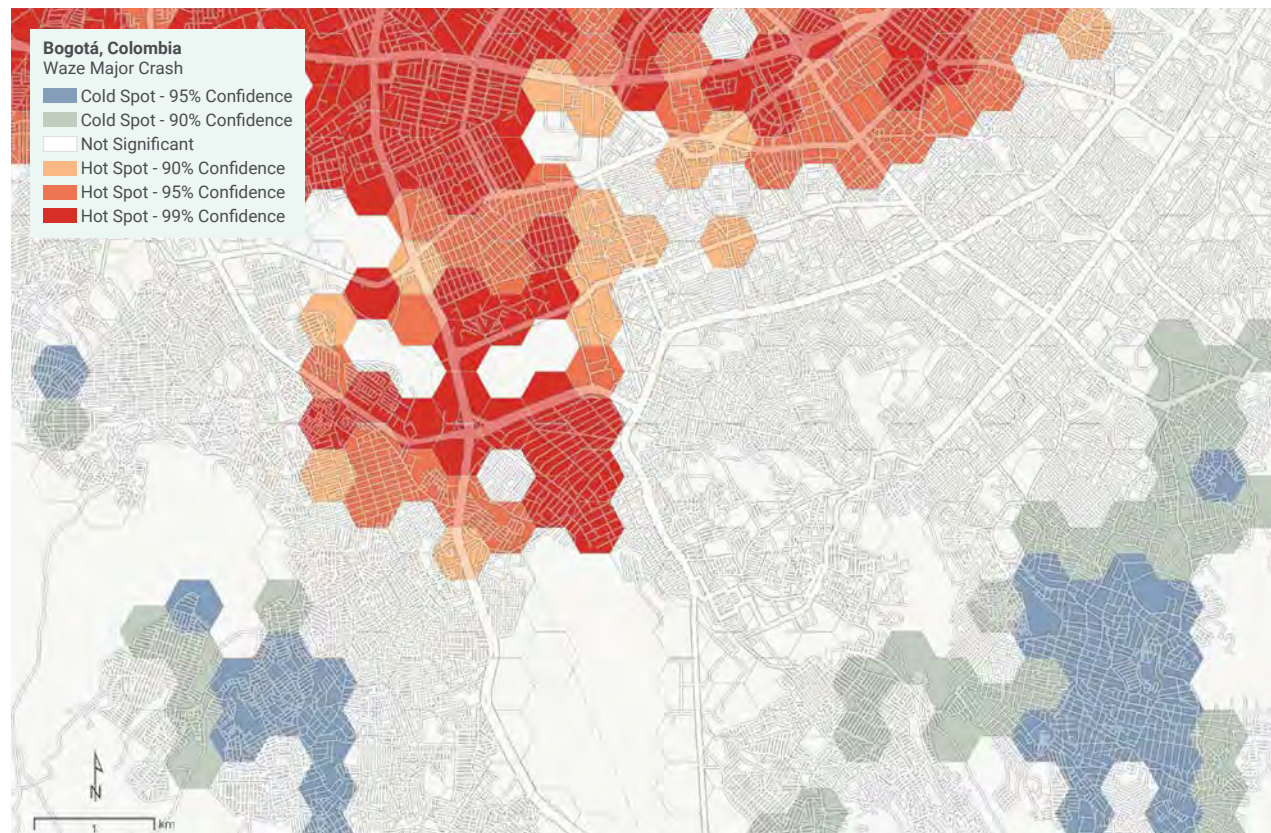 Bogotá, Colombia
Waze Major Crash
Cold Spot - 95% Confidence
Cold Spot - 90% Confidence
Not Significant
Hot Spot - 90% Confidence
Hot Spot - 95% Confidence
Hot Spot - 99% Confidence
N
km
1